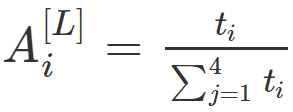 A_i^{[L]} = \frac{t_i}{\sum_{j=1}^{4} t_i}